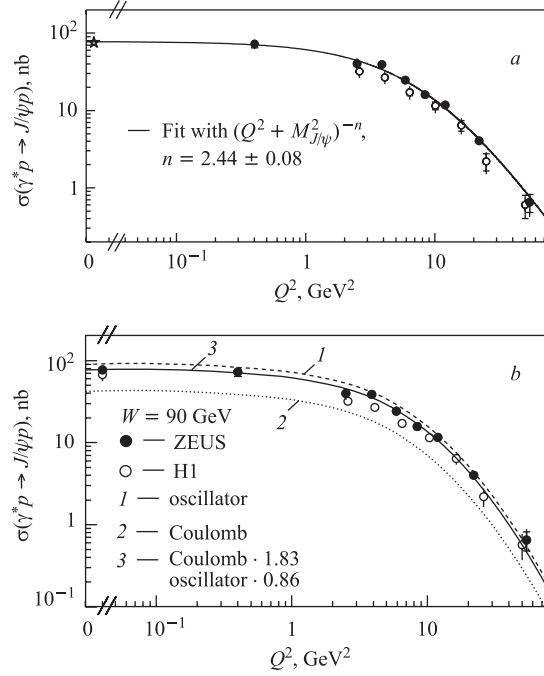 a
σ(γ*p → J/ψp), nb
10²
10
1
Fit with (Q² + M²_{J/ψ})⁻ⁿ,
n = 2.44 ± 0.08
0 10⁻¹ 1 10
Q², GeV²
b
σ(γ*p → J/ψp), nb
10²
10
1
10⁻¹
3
1
2
W = 90 GeV
● — ZEUS
○ — H1
1 — oscillator
2 — Coulomb
3 — Coulomb · 1.83
oscillator · 0.86
0 10⁻¹ 1 10
Q², GeV²